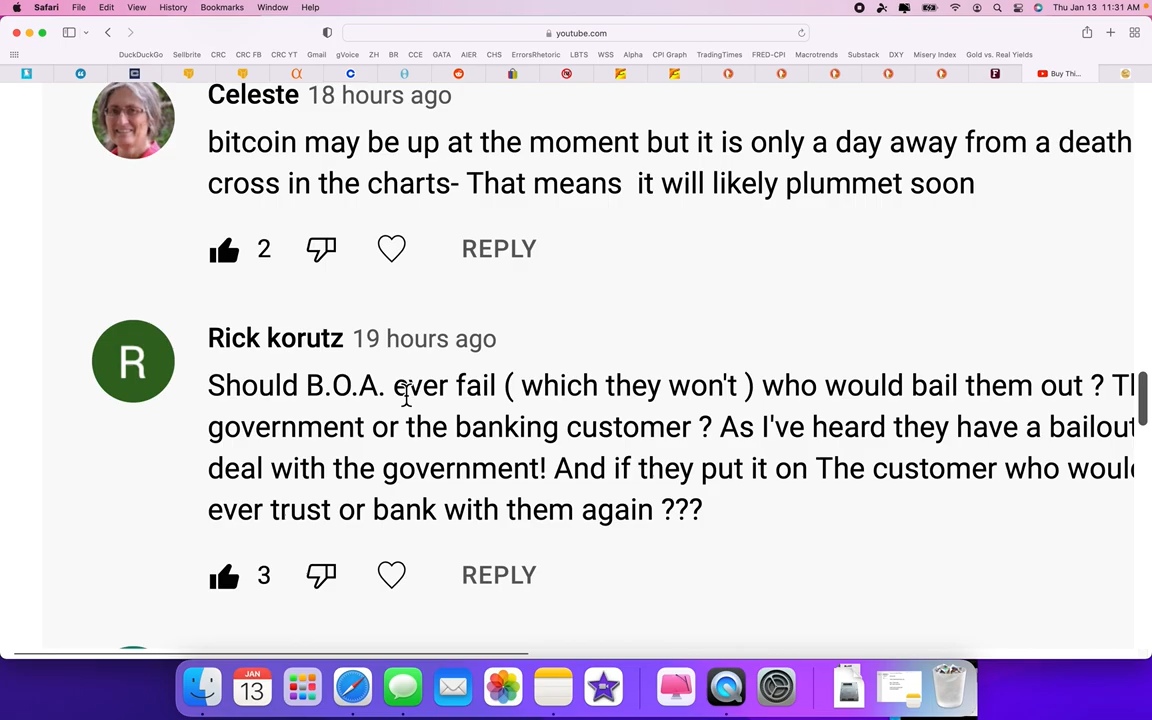 Safari File Edit View History Bookmarks Window Help Thu Jan 13 11:31 AM
youtube.com
DuckDuckGo Sellbrite CRC CRC FB CRC YT Gmail gVoice ZH BR CCE GATA AIER CHS ErrorsRhetoric LBTS WSS Alpha CPI Graph TradingTimes FRED-CPI Macrotrends Substack DXY Misery Index Gold vs. Real Yields
Buy Thi...
Celeste 18 hours ago
bitcoin may be up at the moment but it is only a day away from a death
cross in the charts- That means it will likely plummet soon
2 REPLY
R
Rick korutz 19 hours ago
Should B.O.A. ever fail ( which they won't ) who would bail them out ?
government or the banking customer ? As I've heard they have a bailout
deal with the government! And if they put it on The customer who
ever trust or bank with them again ???
3 REPLY
JAN
13